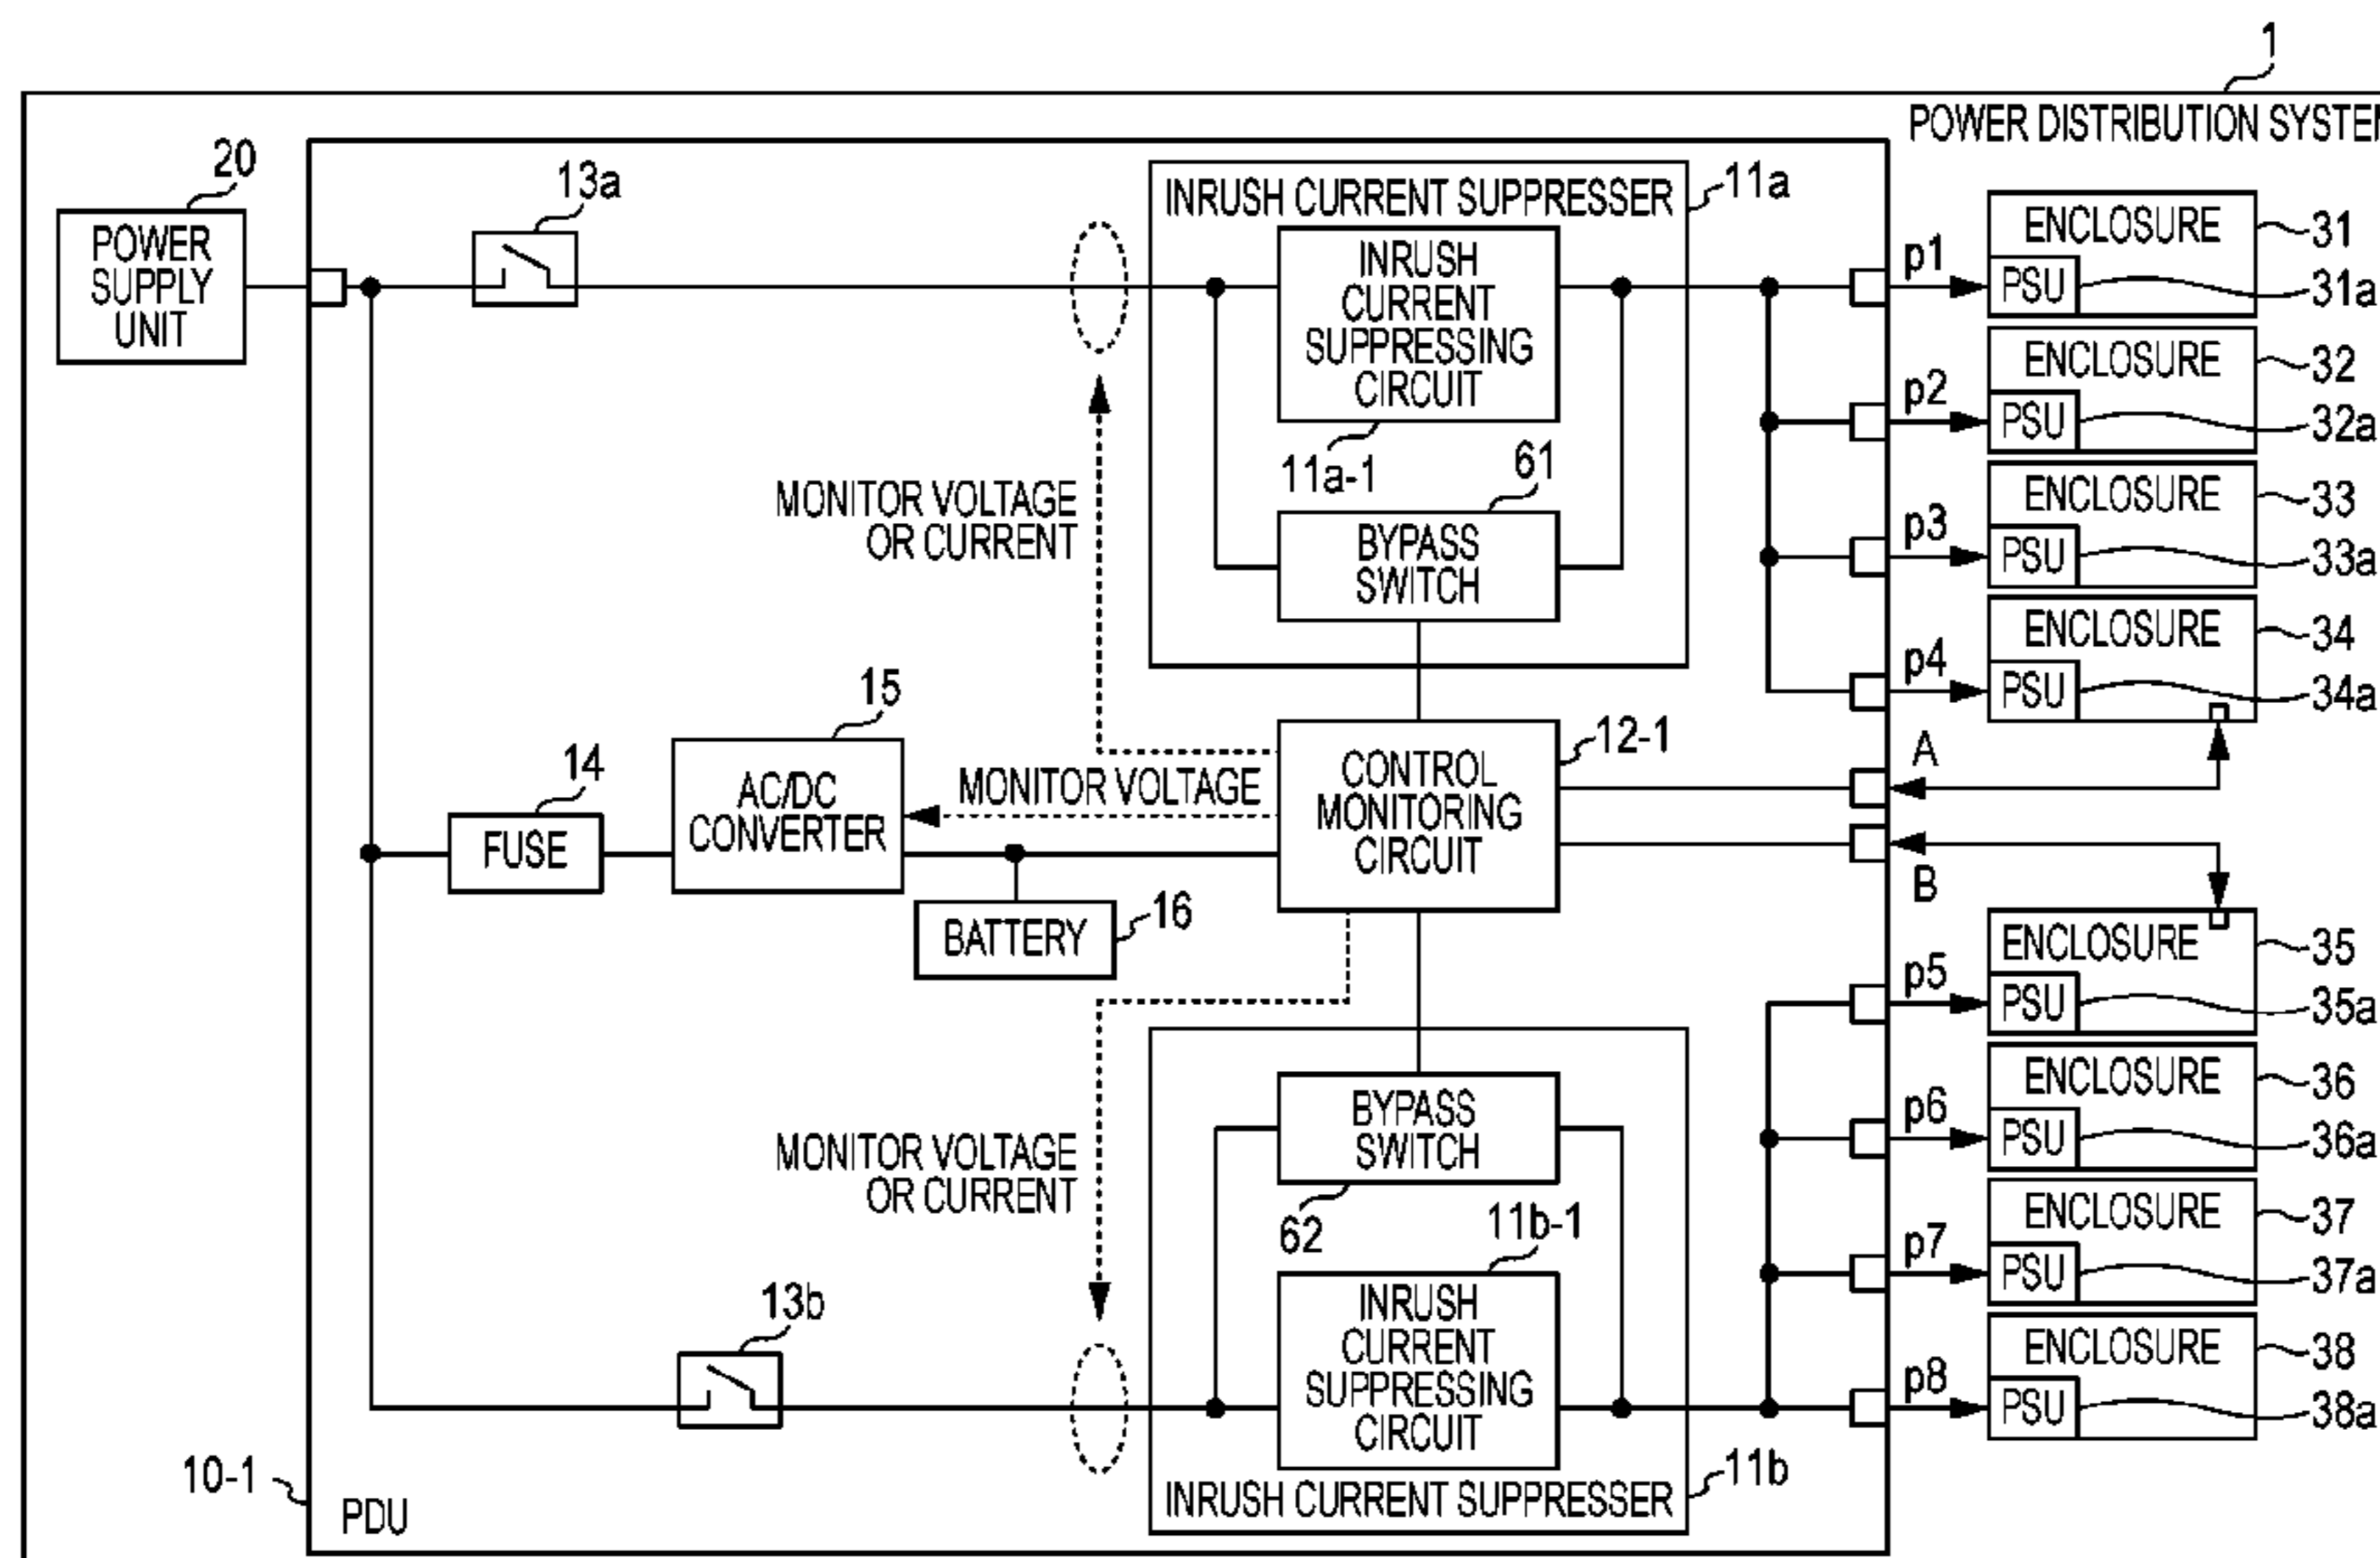 1
POWER DISTRIBUTION SYSTEM
20
POWER
SUPPLY
UNIT
13a
INRUSH CURRENT SUPPRESSER
11a
INRUSH
CURRENT
SUPPRESSING
CIRCUIT
11a-1
61
BYPASS
SWITCH
MONITOR VOLTAGE
OR CURRENT
p1
ENCLOSURE
31
PSU
31a
p2
ENCLOSURE
32
PSU
32a
p3
ENCLOSURE
33
PSU
33a
p4
ENCLOSURE
34
PSU
34a
14
FUSE
15
AC/DC
CONVERTER
MONITOR VOLTAGE
CONTROL
MONITORING
CIRCUIT
12-1
A
B
BATTERY
16
MONITOR VOLTAGE
OR CURRENT
BYPASS
SWITCH
62
11b-1
INRUSH
CURRENT
SUPPRESSING
CIRCUIT
INRUSH CURRENT SUPPRESSER
11b
13b
p5
ENCLOSURE
35
PSU
35a
p6
ENCLOSURE
36
PSU
36a
p7
ENCLOSURE
37
PSU
37a
p8
ENCLOSURE
38
PSU
38a
10-1
PDU